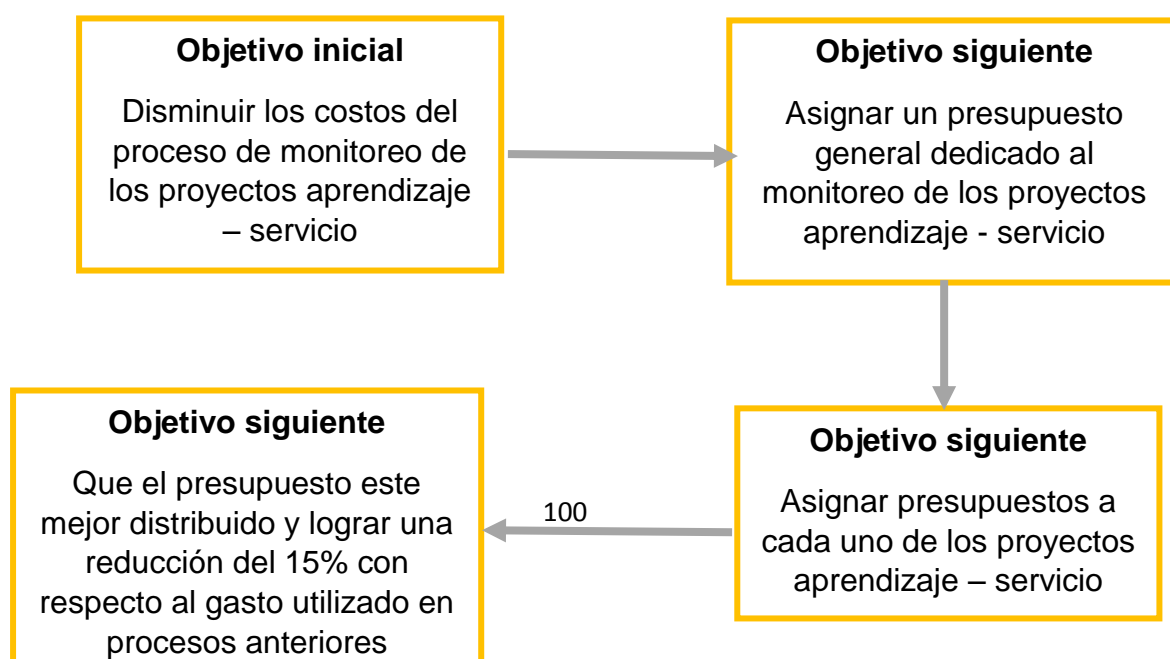 Objetivo inicial
Disminuir los costos del
proceso de monitoreo de
los proyectos aprendizaje
– servicio
Objetivo siguiente
Asignar un presupuesto
general dedicado al
monitoreo de los proyectos
aprendizaje - servicio
Objetivo siguiente
Asignar presupuestos a
cada uno de los proyectos
aprendizaje – servicio
100
Objetivo siguiente
Que el presupuesto este
mejor distribuido y lograr una
reducción del 15% con
respecto al gasto utilizado en
procesos anteriores